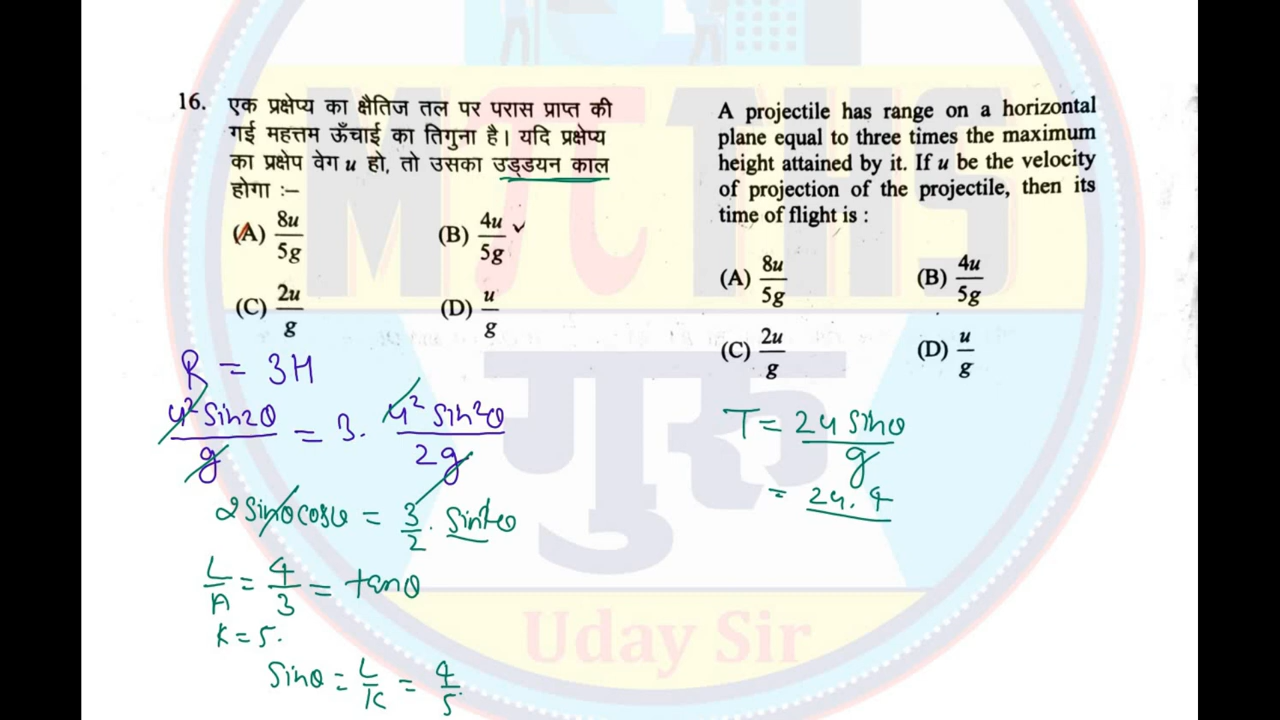 16. एक प्रक्षेप्य का क्षैतिज तल पर परास प्राप्त की
गई महत्तम ऊँचाई का तिगुना है। यदि प्रक्षेप्य
का प्रक्षेप वेग u हो, तो उसका उड्डयन काल
होगा :–
(A) 8u/5g (B) 4u/5g ✓
(C) 2u/g (D) u/g
A projectile has range on a horizontal
plane equal to three times the maximum
height attained by it. If u be the velocity
of projection of the projectile, then its
time of flight is :
(A) 8u/5g (B) 4u/5g
(C) 2u/g (D) u/g
R = 3H
u² sin2θ/g = 3. u² sin²θ/2g
2 sinθ cosθ = 3/2 . sin²θ
L/A = 4/3 = tanθ
K = 5.
sinθ = L/K = 4/5
T = 2u sinθ/g
= 2u. 4
MπTHS
गुरु
Uday Sir